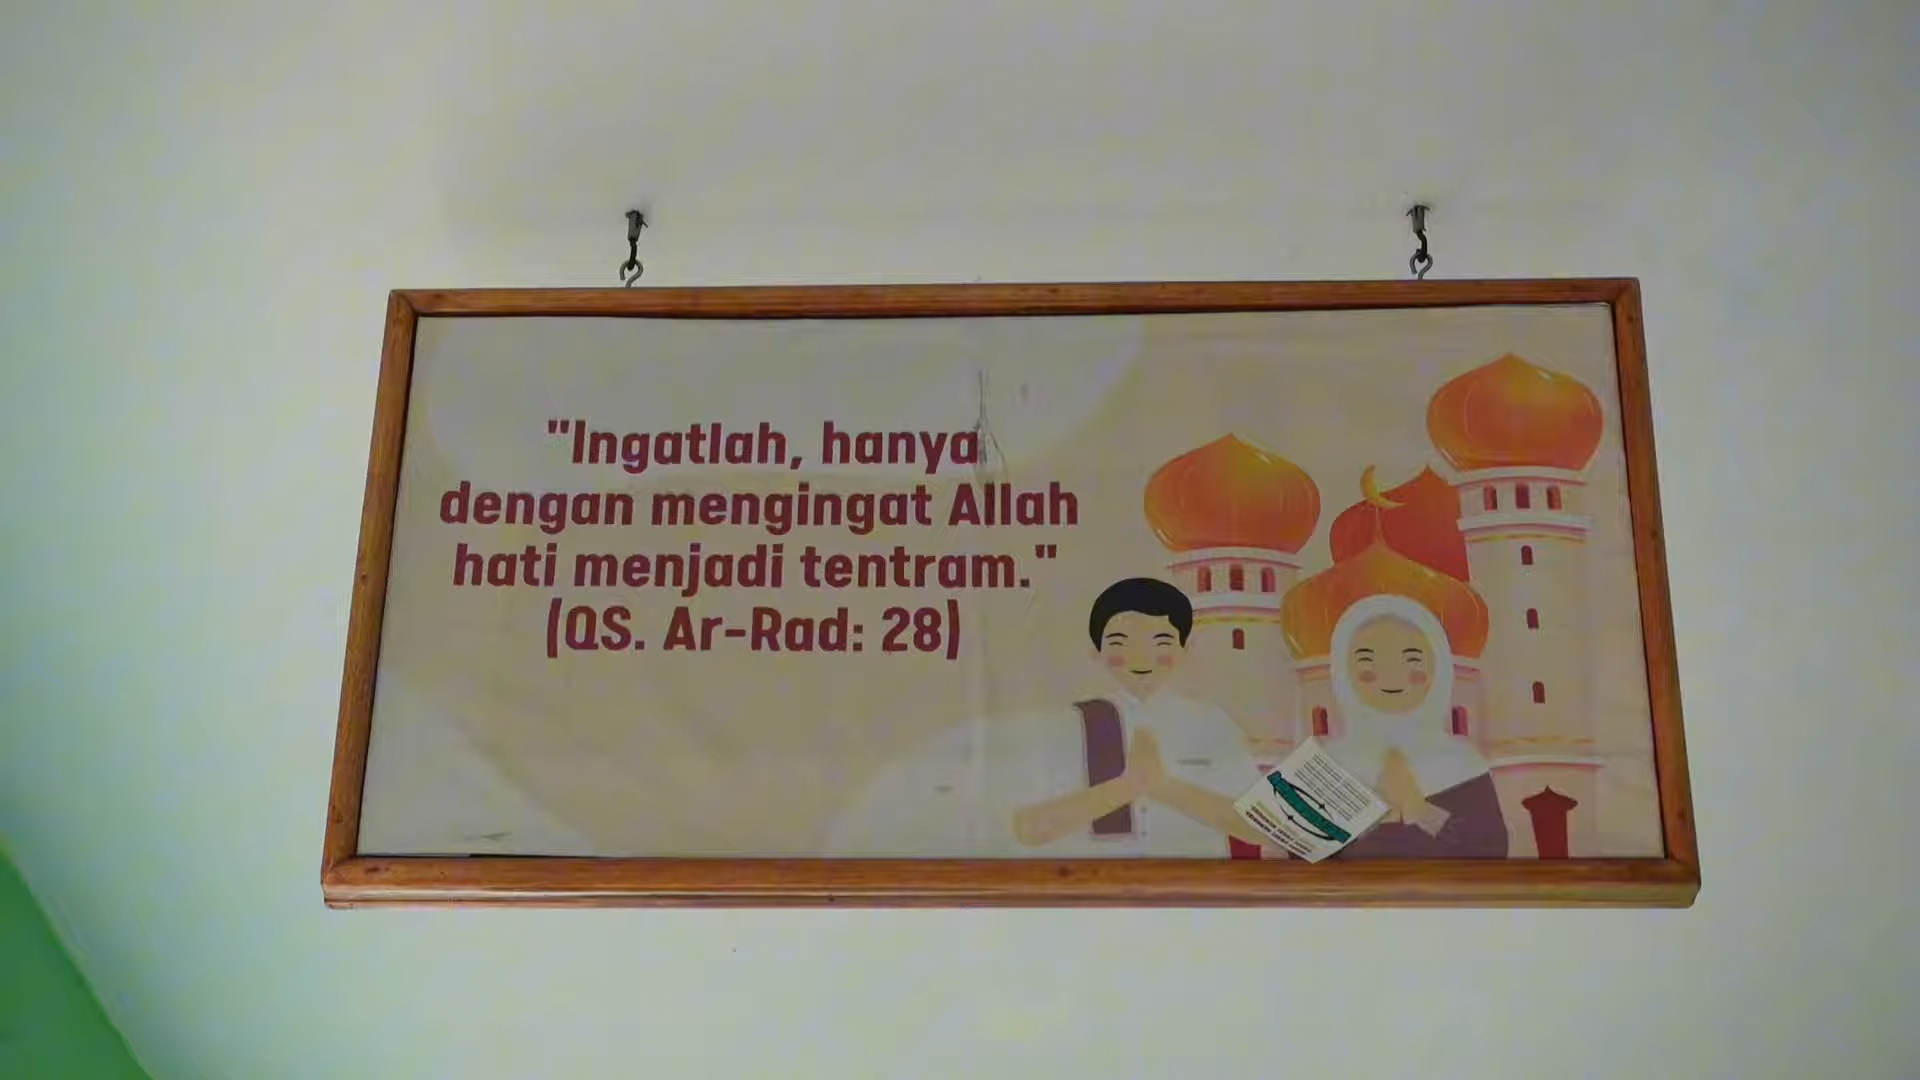 "Ingatlah, hanya
dengan mengingat Allah
hati menjadi tentram."
(QS. Ar-Rad: 28)